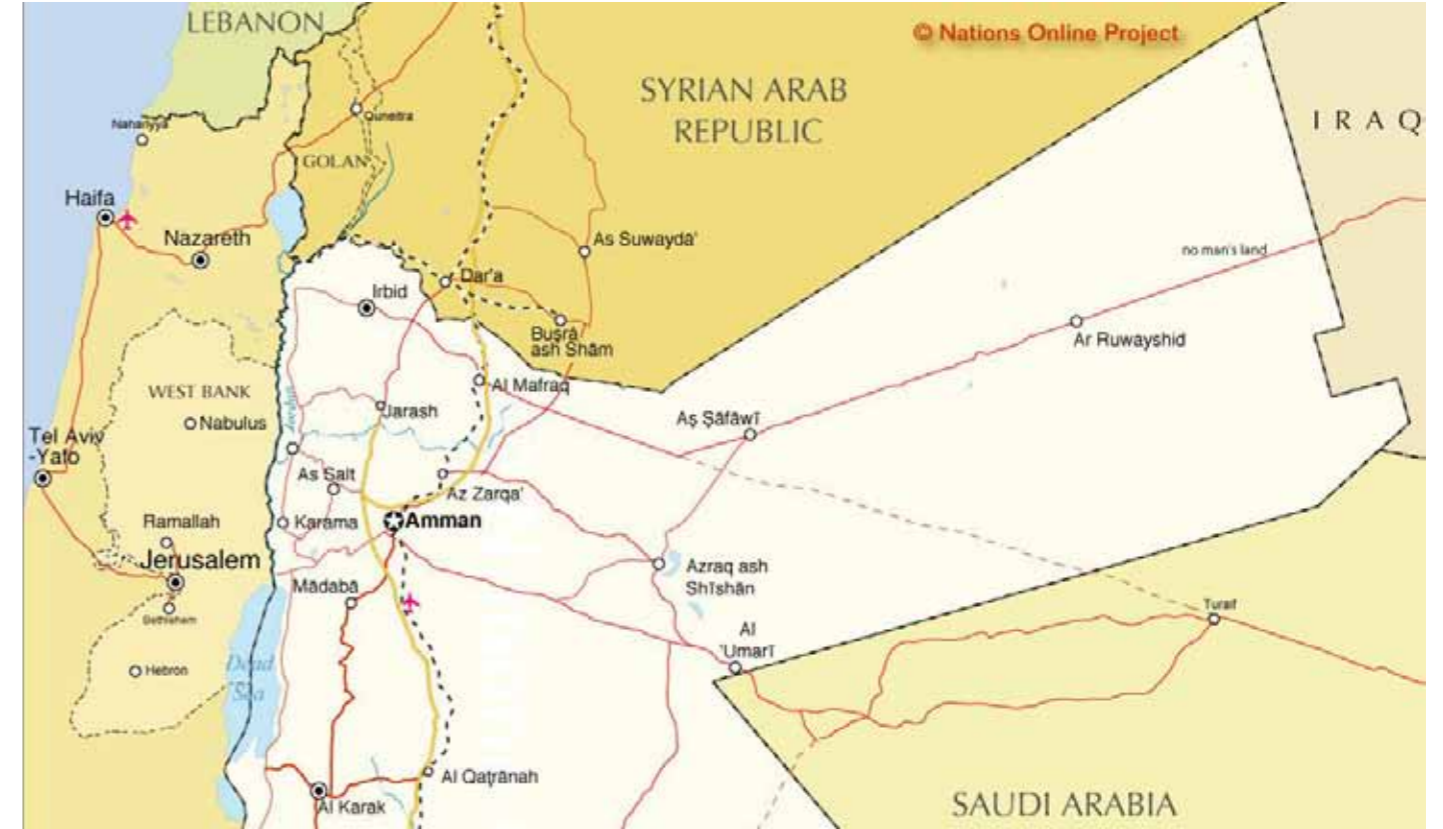 LEBANON
© Nations Online Project
SYRIAN ARAB
REPUBLIC
I R A Q
Nahariyya
Quneitra
GOLAN
Haifa
Nazareth
As Suwayda'
no man's land
Dar'a
Irbid
Buşrá
ash Shām
Ar Ruwayshid
Al Mafraq
WEST BANK
Jarash
Jordan
Nabulus
Aş Şāfāwī
Tel Aviv
-Yafo
As Salt
Az Zarqa'
Ramallah
Karama
Amman
Jerusalem
Azraq ash
Shīshān
Mādabā
Bethlehem
Turaif
Al
'Umarī
Hebron
Dead
Sea
Al Qaţrānah
Al Karak
SAUDI ARABIA